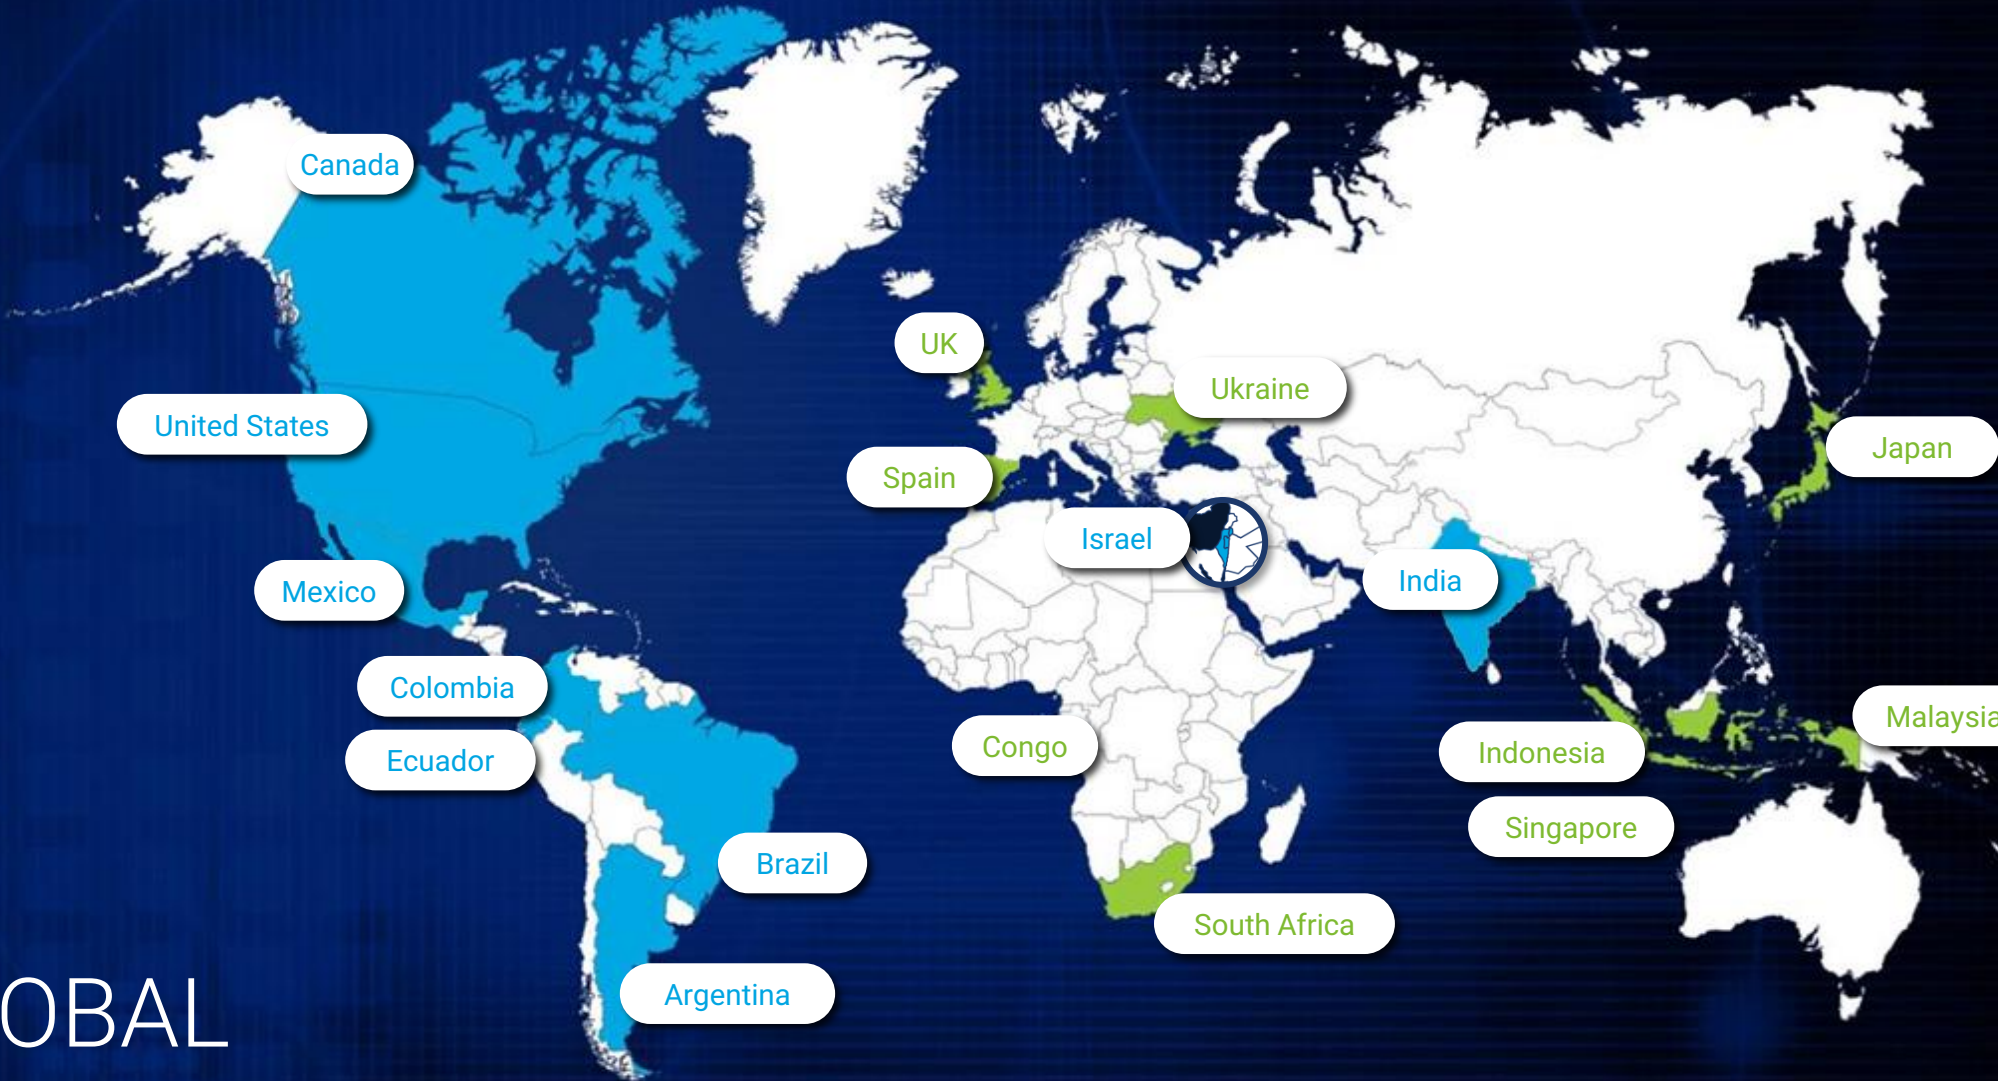 Canada
UK
Ukraine
United States
Japan
Spain
Israel
India
Mexico
Colombia
Malaysia
Congo
Indonesia
Ecuador
Singapore
Brazil
South Africa
Argentina
OBAL